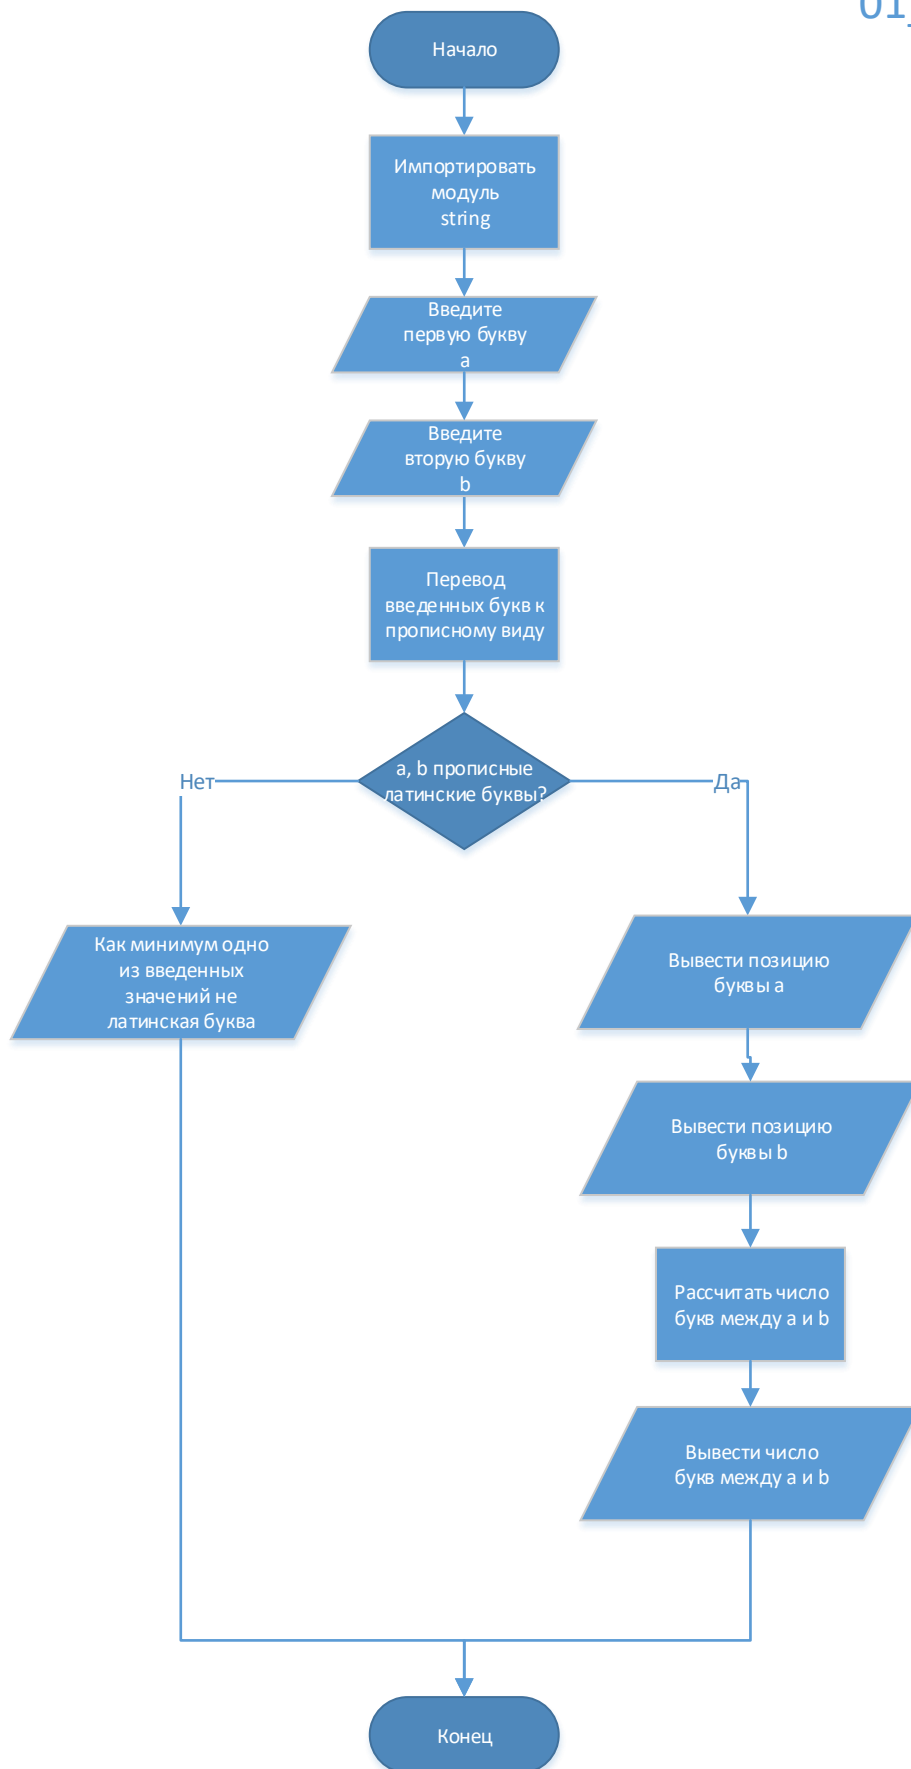 01_
Начало
Импортировать
модуль
string
Введите
первую букву
a
Введите
вторую букву
b
Перевод
введенных букв к
прописному виду
a, b прописные
латинские буквы?
Нет
Да
Как минимум одно
из введенных
значений не
латинская буква
Вывести позицию
буквы a
Вывести позицию
буквы b
Рассчитать число
букв между a и b
Вывести число
букв между a и b
Конец